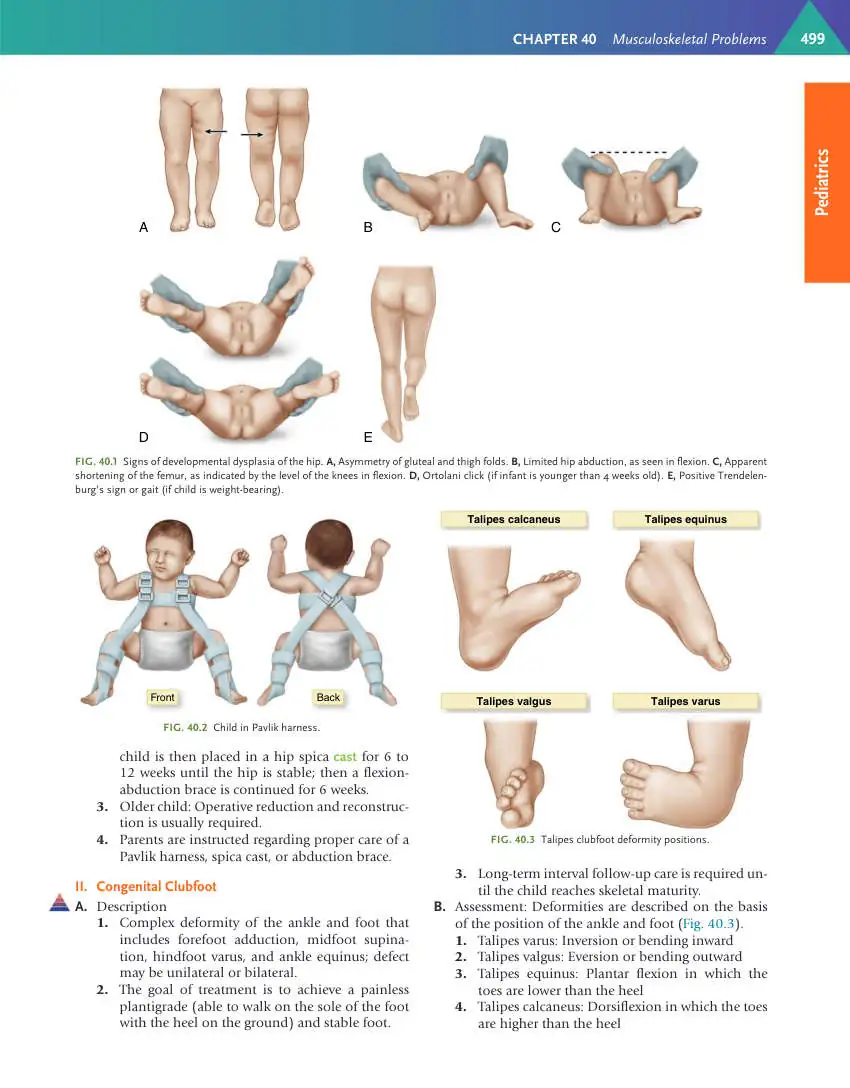 CHAPTER 40 Musculoskeletal Problems 499
Pediatrics
A
B
C
D
E
FIG. 40.1 Signs of developmental dysplasia of the hip. A, Asymmetry of gluteal and thigh folds. B, Limited hip abduction, as seen in flexion. C, Apparent
shortening of the femur, as indicated by the level of the knees in flexion. D, Ortolani click (if infant is younger than 4 weeks old). E, Positive Trendelen-
burg's sign or gait (if child is weight-bearing).
Front
Back
FIG. 40.2 Child in Pavlik harness.
child is then placed in a hip spica cast for 6 to
12 weeks until the hip is stable; then a flexion-
abduction brace is continued for 6 weeks.
3. Older child: Operative reduction and reconstruc-
tion is usually required.
4. Parents are instructed regarding proper care of a
Pavlik harness, spica cast, or abduction brace.
II. Congenital Clubfoot
A. Description
1. Complex deformity of the ankle and foot that
includes forefoot adduction, midfoot supina-
tion, hindfoot varus, and ankle equinus; defect
may be unilateral or bilateral.
2. The goal of treatment is to achieve a painless
plantigrade (able to walk on the sole of the foot
with the heel on the ground) and stable foot.
Talipes calcaneus
Talipes equinus
Talipes valgus
Talipes varus
FIG. 40.3 Talipes clubfoot deformity positions.
3. Long-term interval follow-up care is required un-
til the child reaches skeletal maturity.
B. Assessment: Deformities are described on the basis
of the position of the ankle and foot (Fig. 40.3).
1. Talipes varus: Inversion or bending inward
2. Talipes valgus: Eversion or bending outward
3. Talipes equinus: Plantar flexion in which the
toes are lower than the heel
4. Talipes calcaneus: Dorsiflexion in which the toes
are higher than the heel